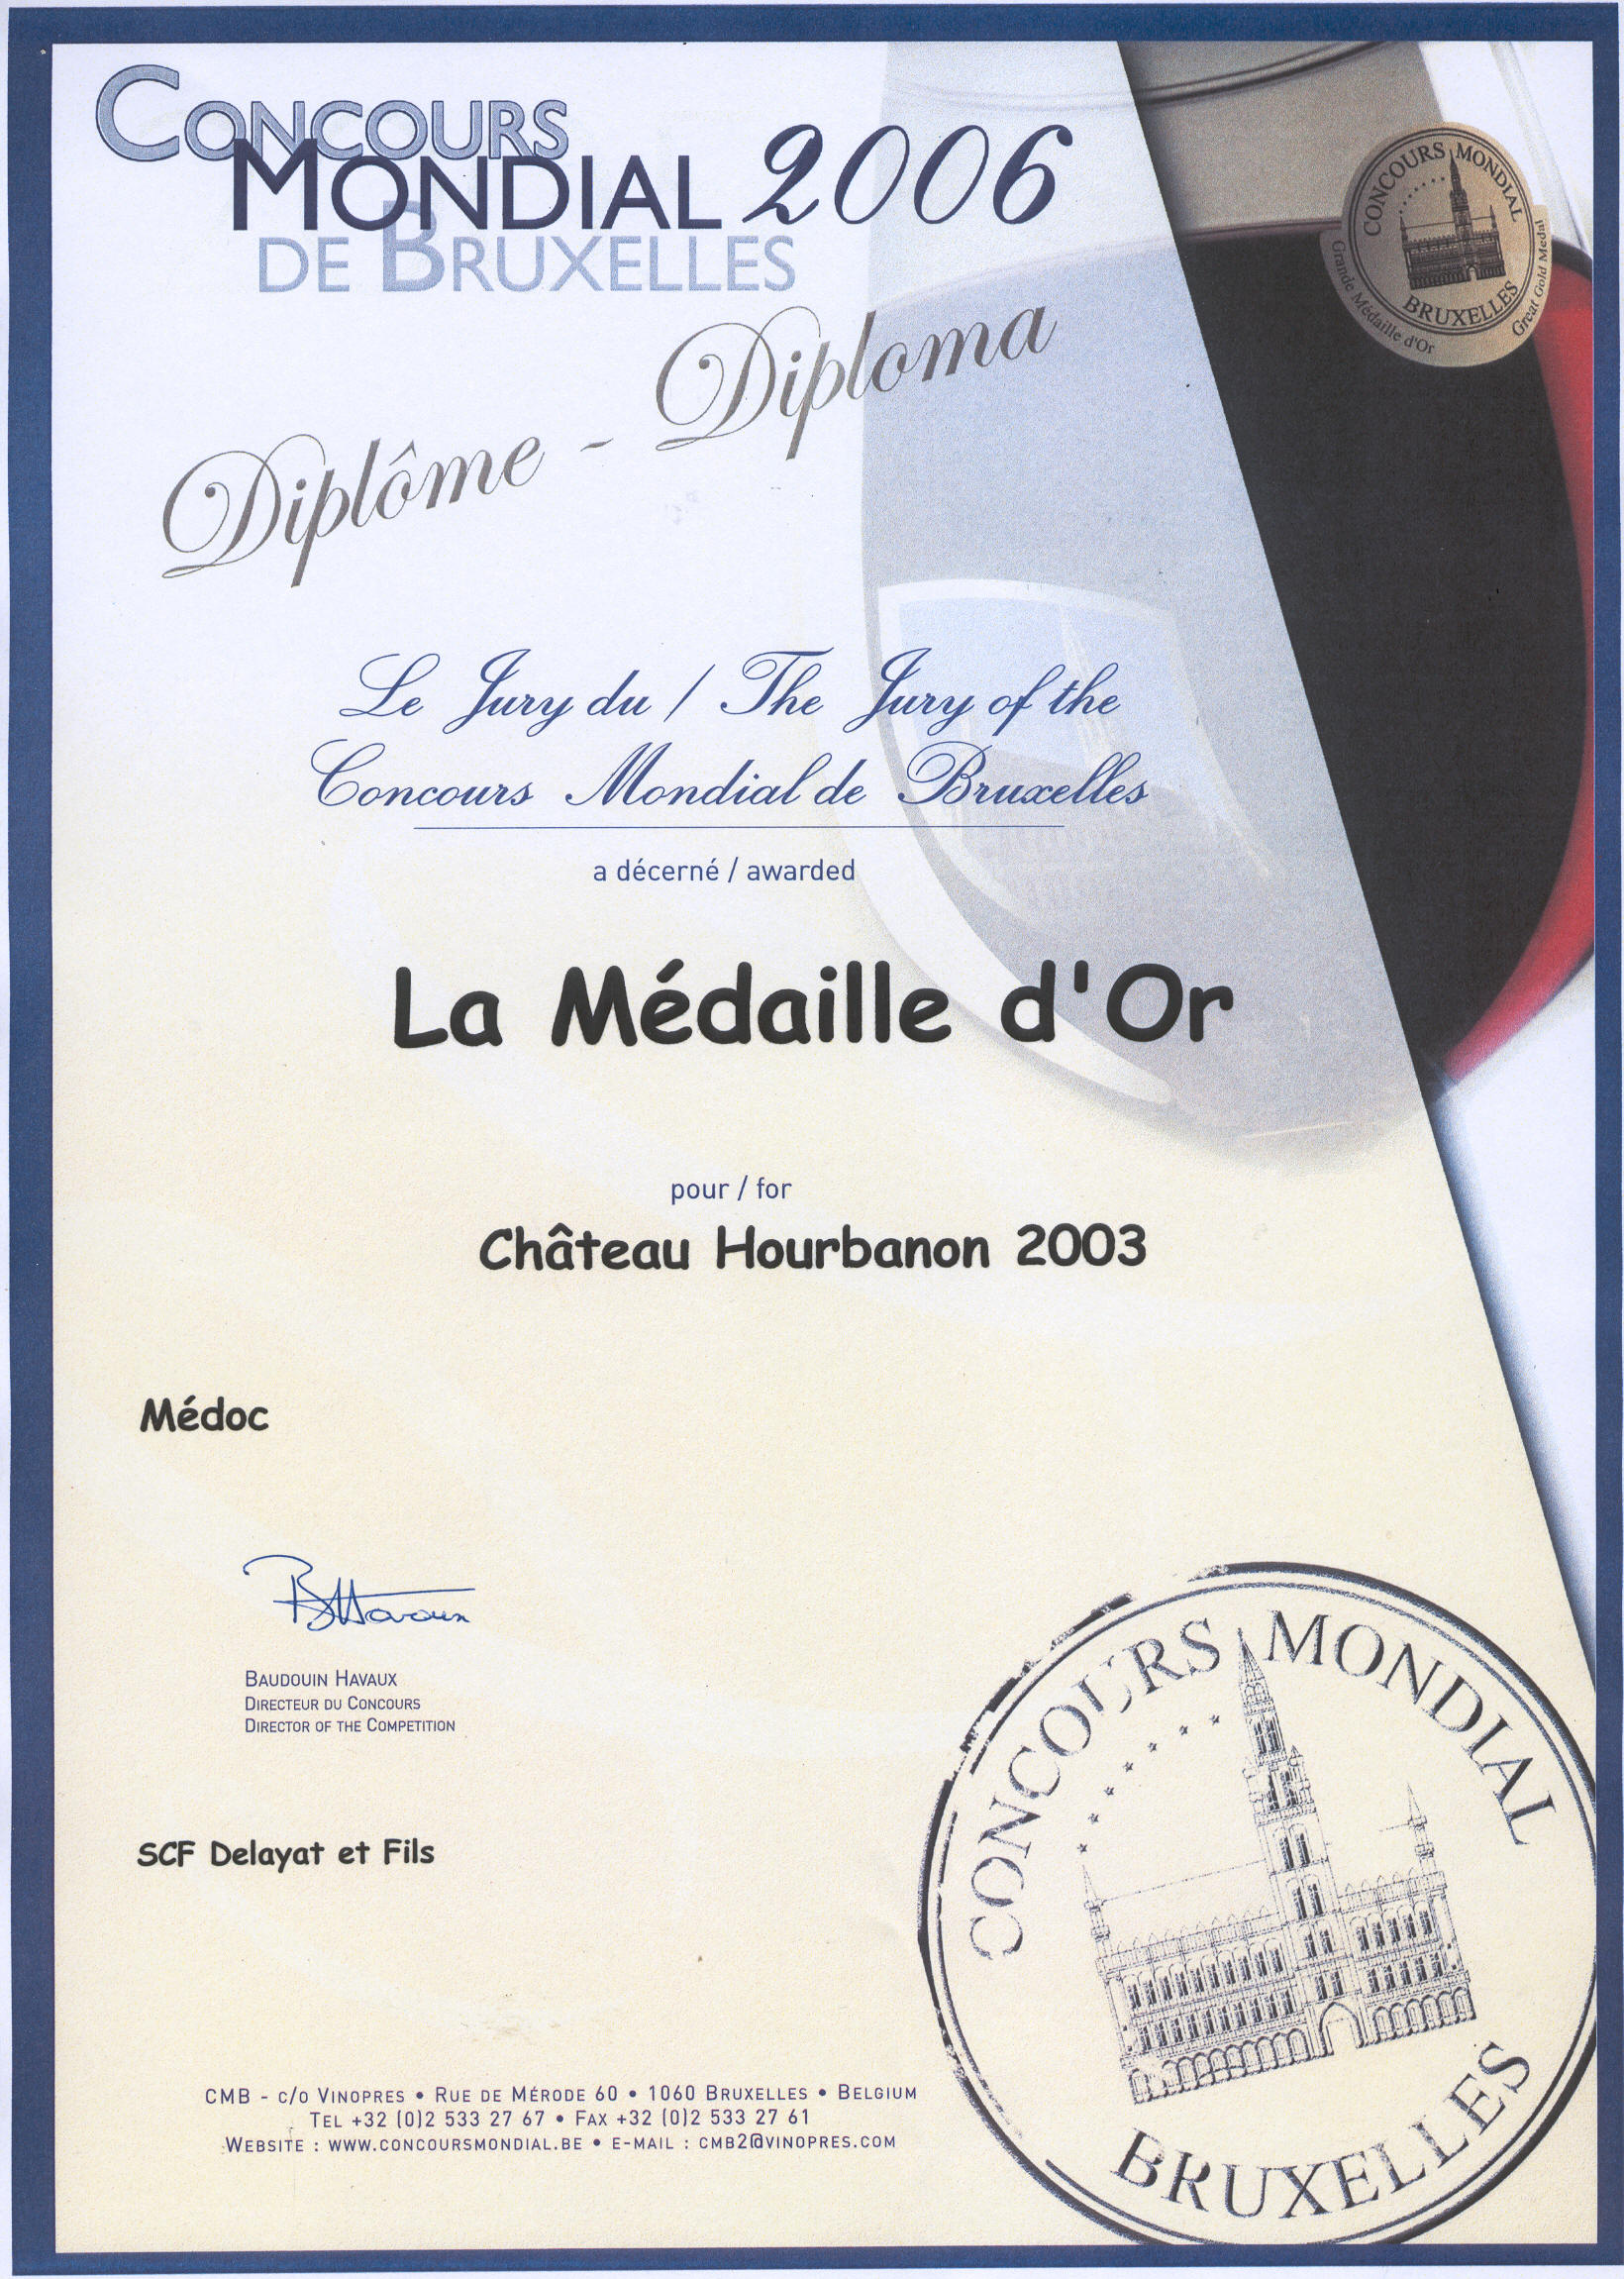 CONCOURS
MONDIAL 2006
DE BRUXELLES
CONCOURS MONDIAL
BRUXELLES
Grande Médaille d'Or
Great Gold Medal
Diplôme - Diploma
Le Jury du / The Jury of the
Concours Mondial de Bruxelles
a décerné / awarded
La Médaille d'Or
pour / for
Château Hourbanon 2003
Médoc
BAUDOUIN HAVAUX
DIRECTEUR DU CONCOURS
DIRECTOR OF THE COMPETITION
SCF Delayat et Fils
CONCOURS MONDIAL
BRUXELLES
CMB - C/O VINOPRES • RUE DE MÉRODE 60 • 1060 BRUXELLES • BELGIUM
TEL +32 (0)2 533 27 67 • FAX +32 (0)2 533 27 61
WEBSITE : WWW.CONCOURSMONDIAL.BE • E-MAIL : CMB2@VINOPRES.COM